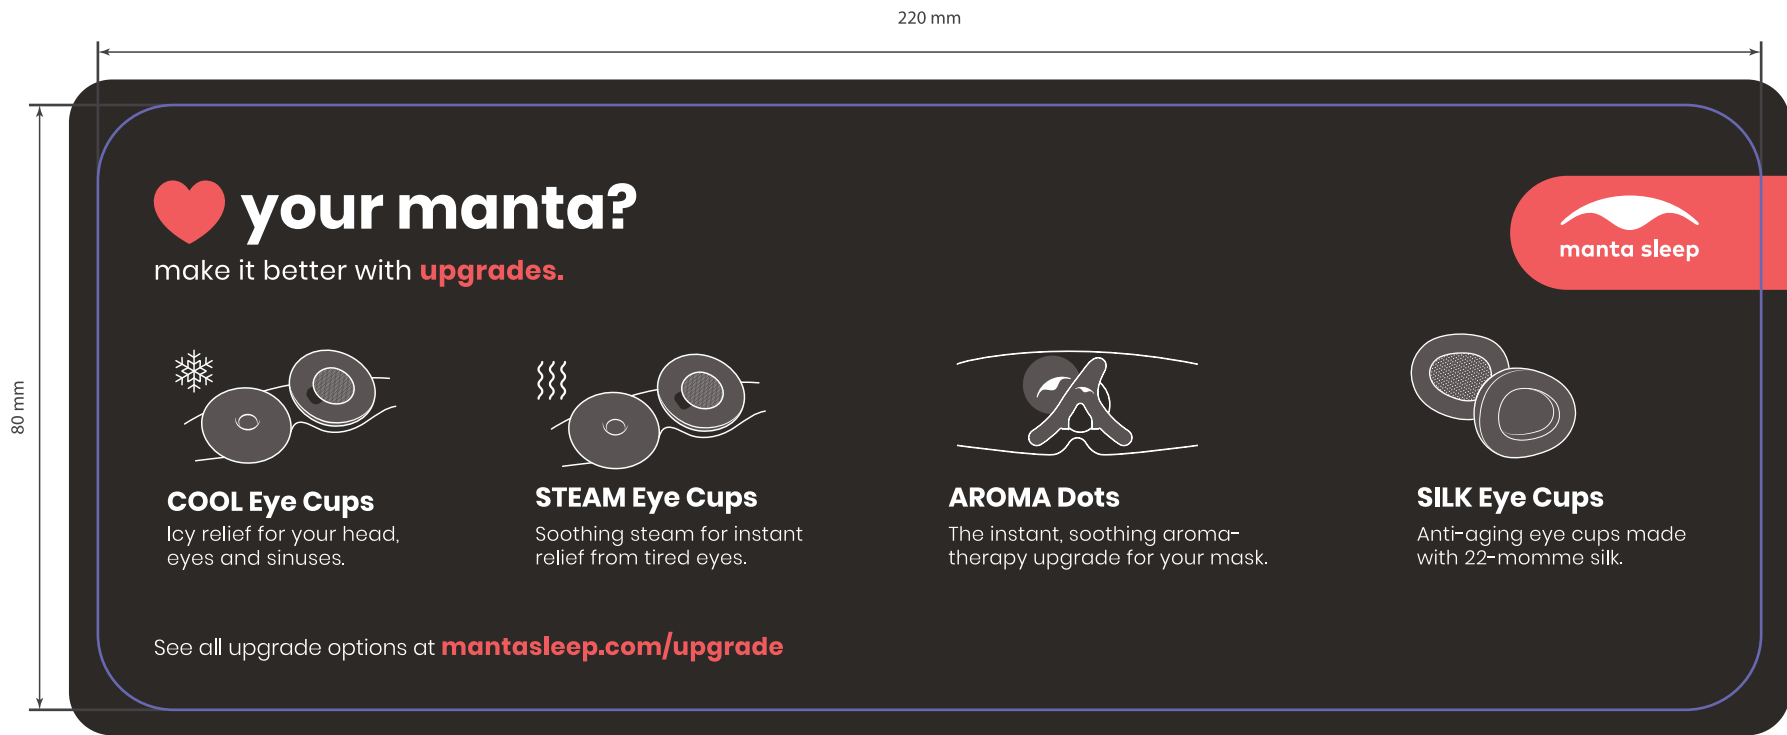 220 mm
80 mm
your manta?
make it better with upgrades.
manta sleep
COOL Eye Cups
Icy relief for your head,
eyes and sinuses.
STEAM Eye Cups
Soothing steam for instant
relief from tired eyes.
AROMA Dots
The instant, soothing aroma-
therapy upgrade for your mask.
SILK Eye Cups
Anti-aging eye cups made
with 22-momme silk.
See all upgrade options at mantasleep.com/upgrade